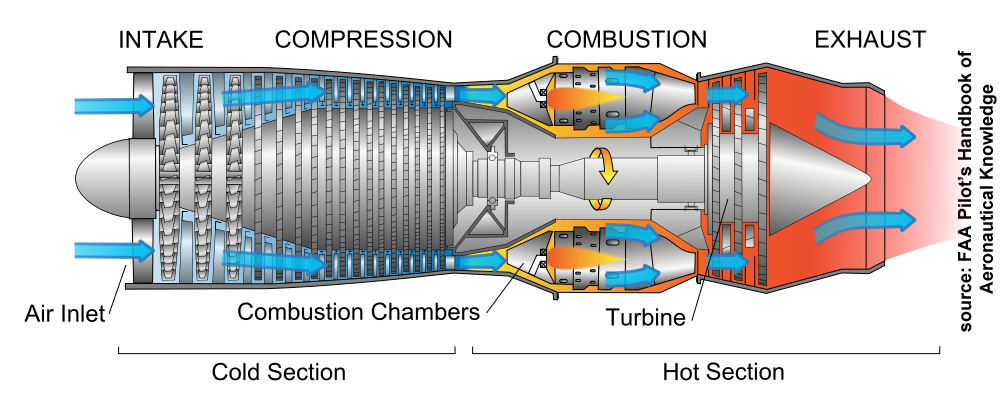 INTAKE
COMPRESSION
COMBUSTION
EXHAUST
Air Inlet
Combustion Chambers
Turbine
Cold Section
Hot Section
source: FAA Pilot's Handbook of
Aeronautical Knowledge